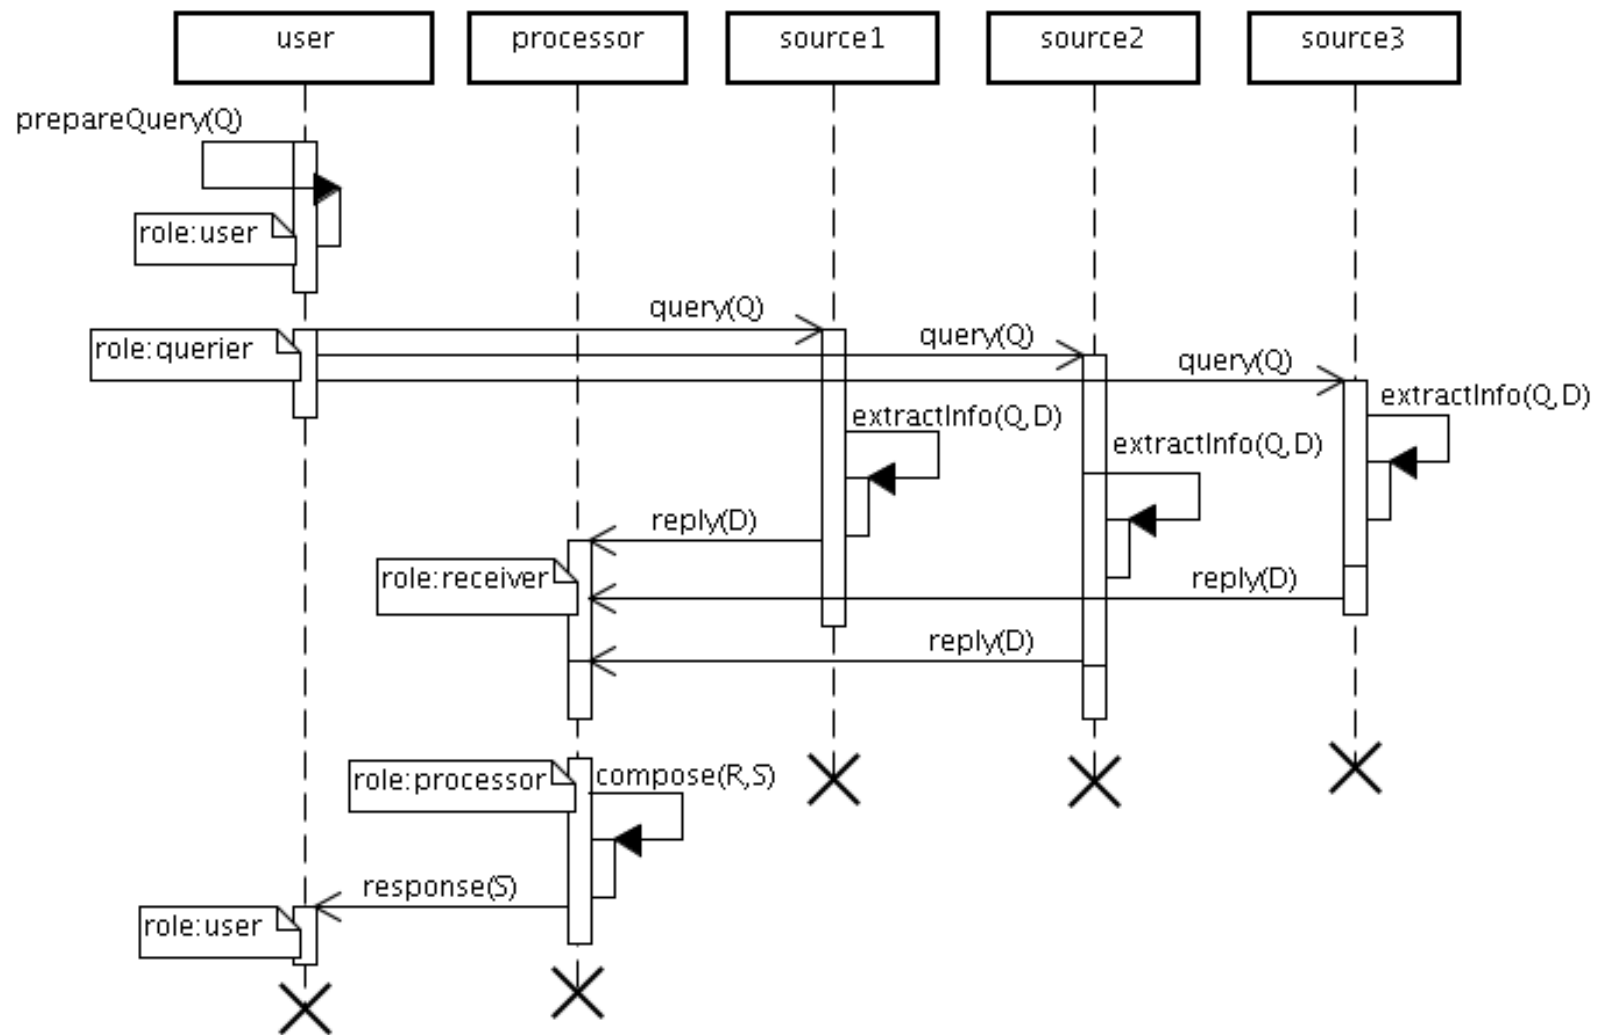 user
processor
source1
source2
source3
prepareQuery(Q)
role:user
query(Q)
role:querier
query(Q)
query(Q)
extractInfo(Q,D)
extractInfo(Q,D)
extractInfo(Q,D)
reply(D)
role:receiver
reply(D)
reply(D)
role:processor
compose(R,S)
response(S)
role:user